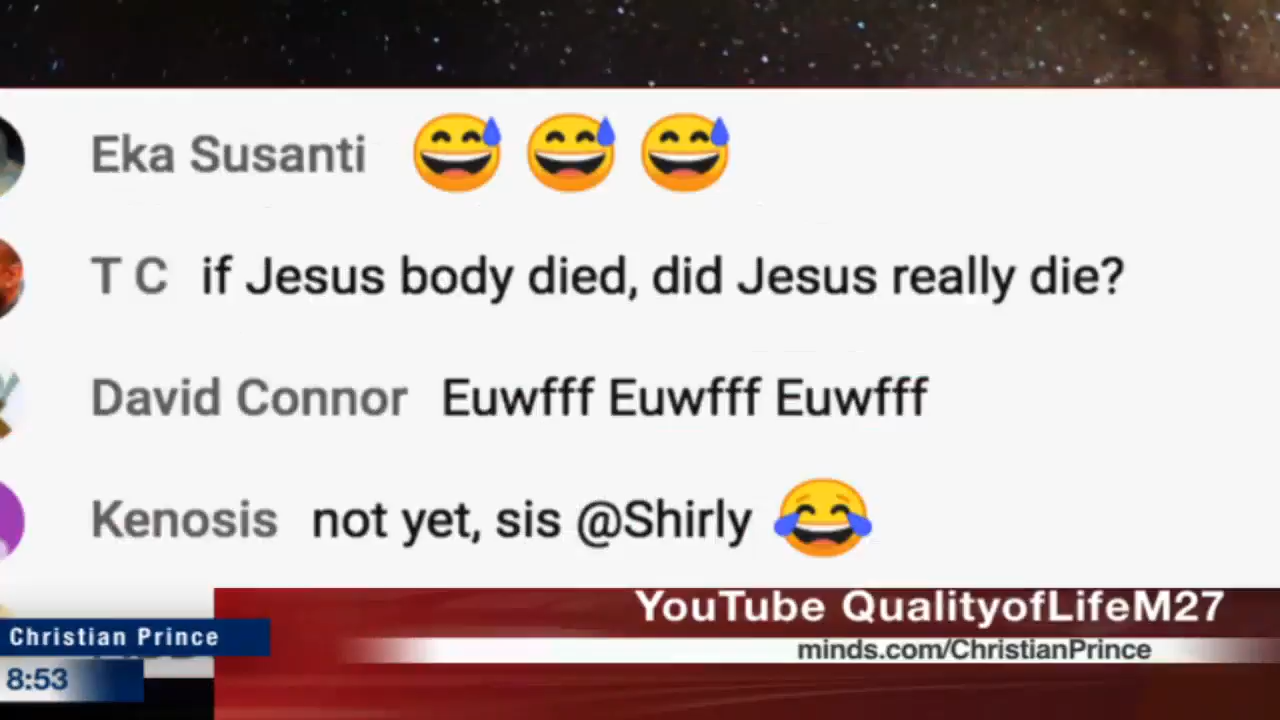 Eka Susanti 😅 😅 😅
T C if Jesus body died, did Jesus really die?
David Connor Euwfff Euwfff Euwfff
Kenosis not yet, sis @Shirly 😂
YouTube QualityofLifeM27
Christian Prince
minds.com/ChristianPrince
8:53